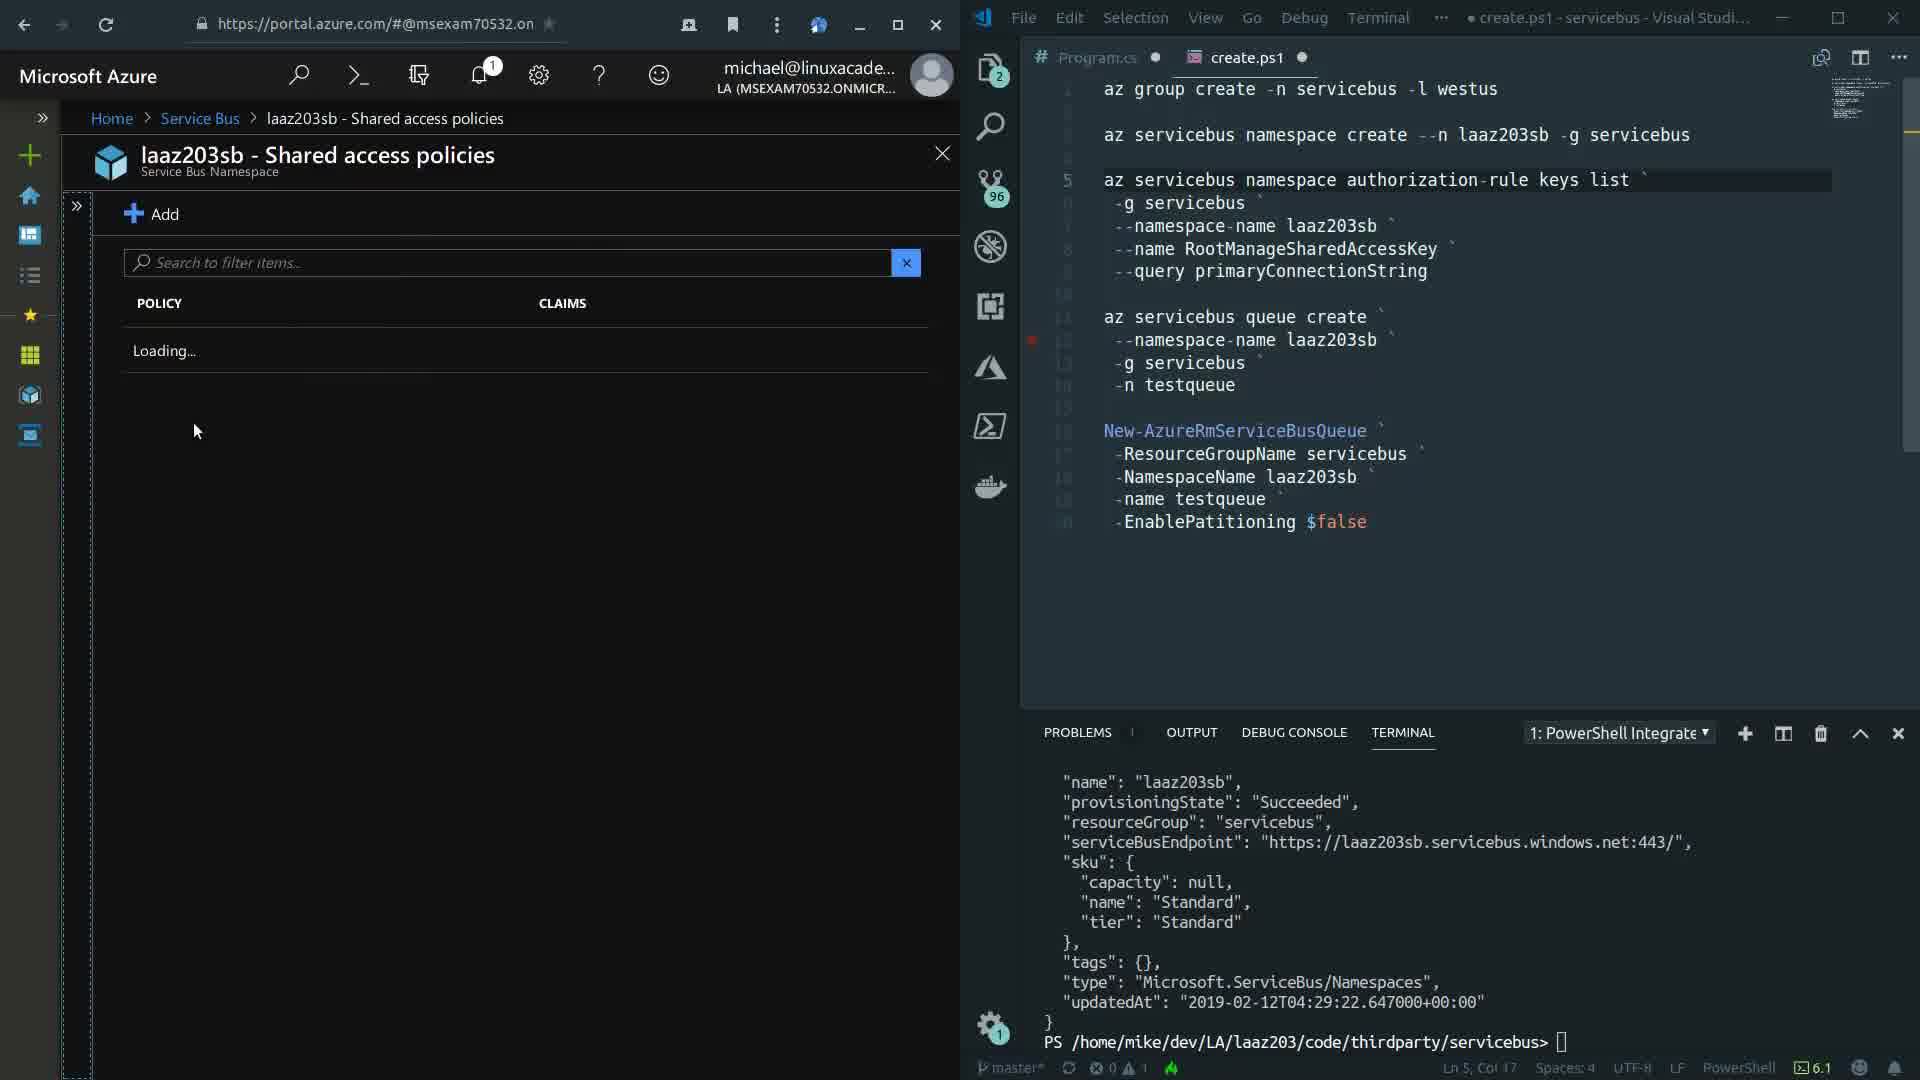 https://portal.azure.com/#@msexam70532.on
Microsoft Azure
1
michael@linuxacade...
LA (MSEXAM70532.ONMICR...
Home > Service Bus > laaz203sb - Shared access policies
laaz203sb - Shared access policies
Service Bus Namespace
Add
Search to filter items...
POLICY CLAIMS
Loading...
File Edit Selection View Go Debug Terminal ··· ● create.ps1 - servicebus - Visual Studi...
# Program.cs ● create.ps1 ●
2
96
1
az group create -n servicebus -l westus
az servicebus namespace create --n laaz203sb -g servicebus
5 az servicebus namespace authorization-rule keys list `
-g servicebus `
--namespace-name laaz203sb `
--name RootManageSharedAccessKey `
--query primaryConnectionString
az servicebus queue create `
--namespace-name laaz203sb `
-g servicebus `
-n testqueue
New-AzureRmServiceBusQueue `
-ResourceGroupName servicebus `
-NamespaceName laaz203sb `
-name testqueue `
-EnablePatitioning $false
PROBLEMS OUTPUT DEBUG CONSOLE TERMINAL 1: PowerShell Integrate
"name": "laaz203sb",
"provisioningState": "Succeeded",
"resourceGroup": "servicebus",
"serviceBusEndpoint": "https://laaz203sb.servicebus.windows.net:443/",
"sku": {
"capacity": null,
"name": "Standard",
"tier": "Standard"
},
"tags": {},
"type": "Microsoft.ServiceBus/Namespaces",
"updatedAt": "2019-02-12T04:29:22.647000+00:00"
}
PS /home/mike/dev/LA/laaz203/code/thirdparty/servicebus>
master* 0 1 Ln 5, Col 17 Spaces: 4 UTF-8 LF PowerShell 6.1